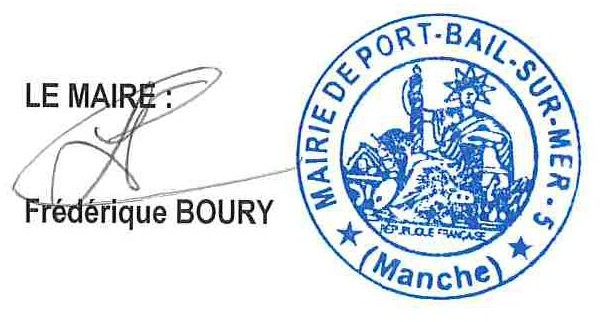 LE MAIRE :
Frédérique BOURY
MAIRIE DE PORT-BAIL-SUR-MER - 5
RÉPUBLIQUE FRANÇAISE
(Manche)